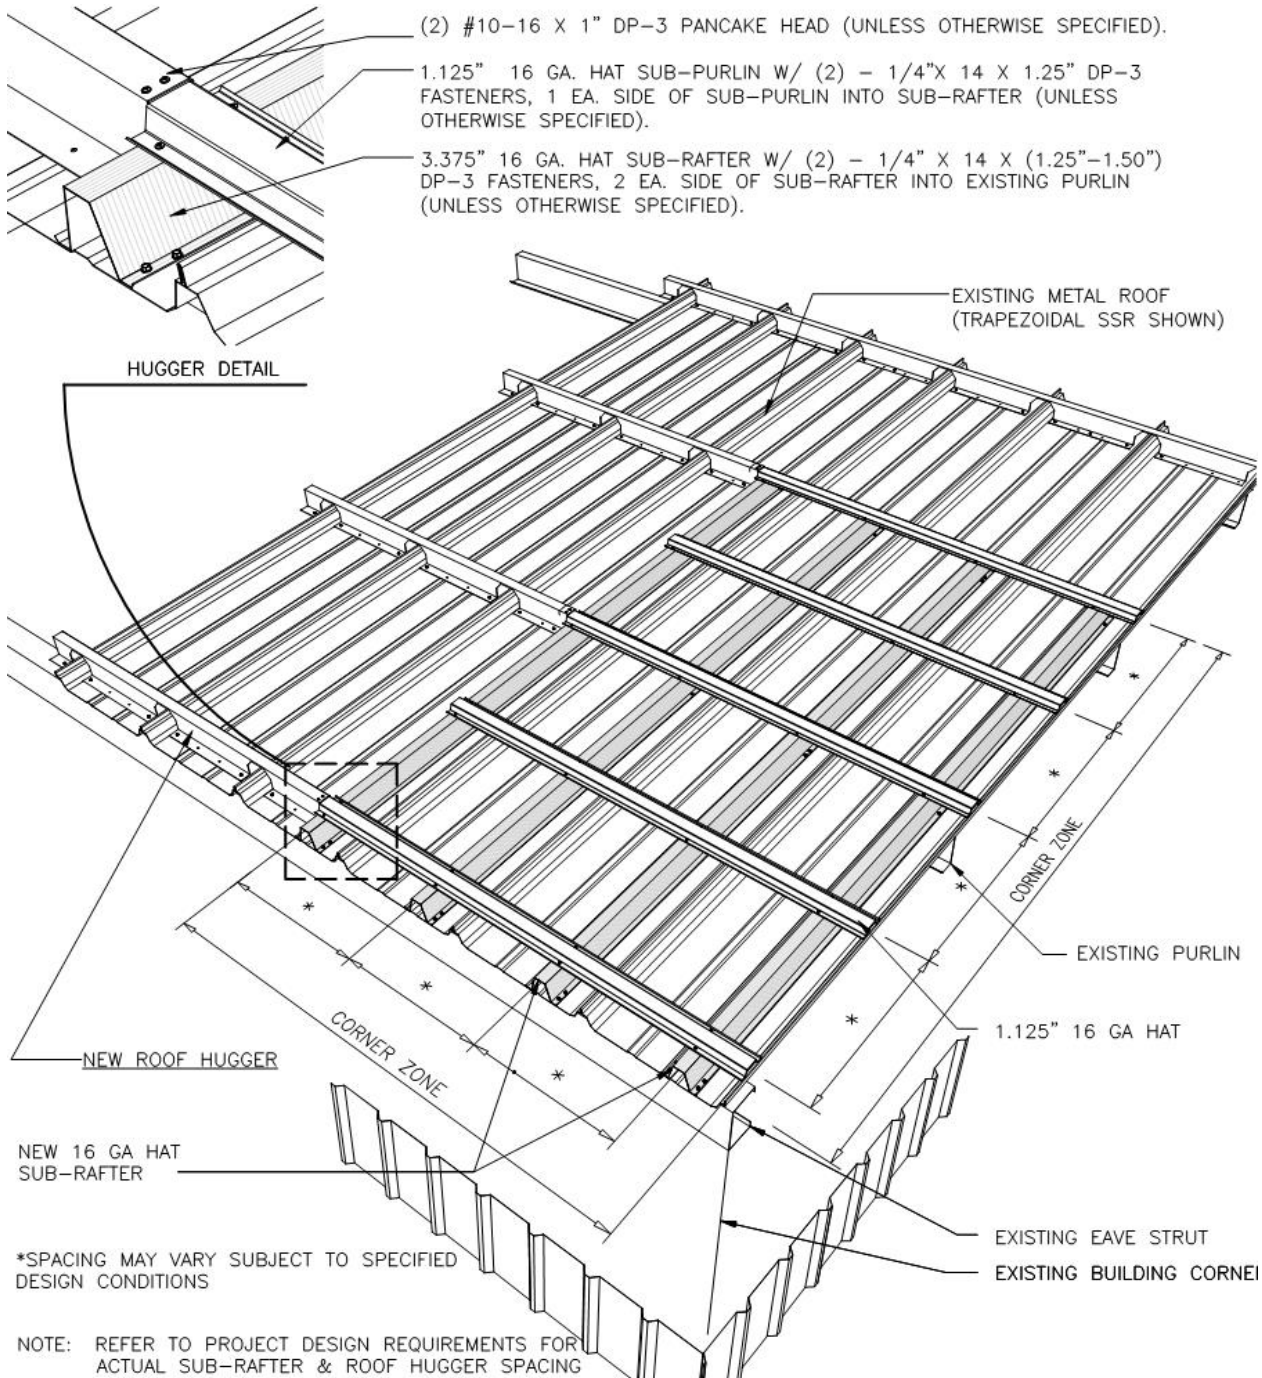 (2) #10-16 X 1" DP-3 PANCAKE HEAD (UNLESS OTHERWISE SPECIFIED).
1.125" 16 GA. HAT SUB-PURLIN W/ (2) - 1/4"X 14 X 1.25" DP-3
FASTENERS, 1 EA. SIDE OF SUB-PURLIN INTO SUB-RAFTER (UNLESS
OTHERWISE SPECIFIED).
3.375" 16 GA. HAT SUB-RAFTER W/ (2) - 1/4" X 14 X (1.25"-1.50")
DP-3 FASTENERS, 2 EA. SIDE OF SUB-RAFTER INTO EXISTING PURLIN
(UNLESS OTHERWISE SPECIFIED).
EXISTING METAL ROOF
(TRAPEZOIDAL SSR SHOWN)
HUGGER DETAIL
*
*
CORNER ZONE
*
*
*
*
*
CORNER ZONE
EXISTING PURLIN
1.125" 16 GA HAT
NEW ROOF HUGGER
NEW 16 GA HAT
SUB-RAFTER
EXISTING EAVE STRUT
EXISTING BUILDING CORNE
*SPACING MAY VARY SUBJECT TO SPECIFIED
DESIGN CONDITIONS
NOTE: REFER TO PROJECT DESIGN REQUIREMENTS FOR
ACTUAL SUB-RAFTER & ROOF HUGGER SPACING